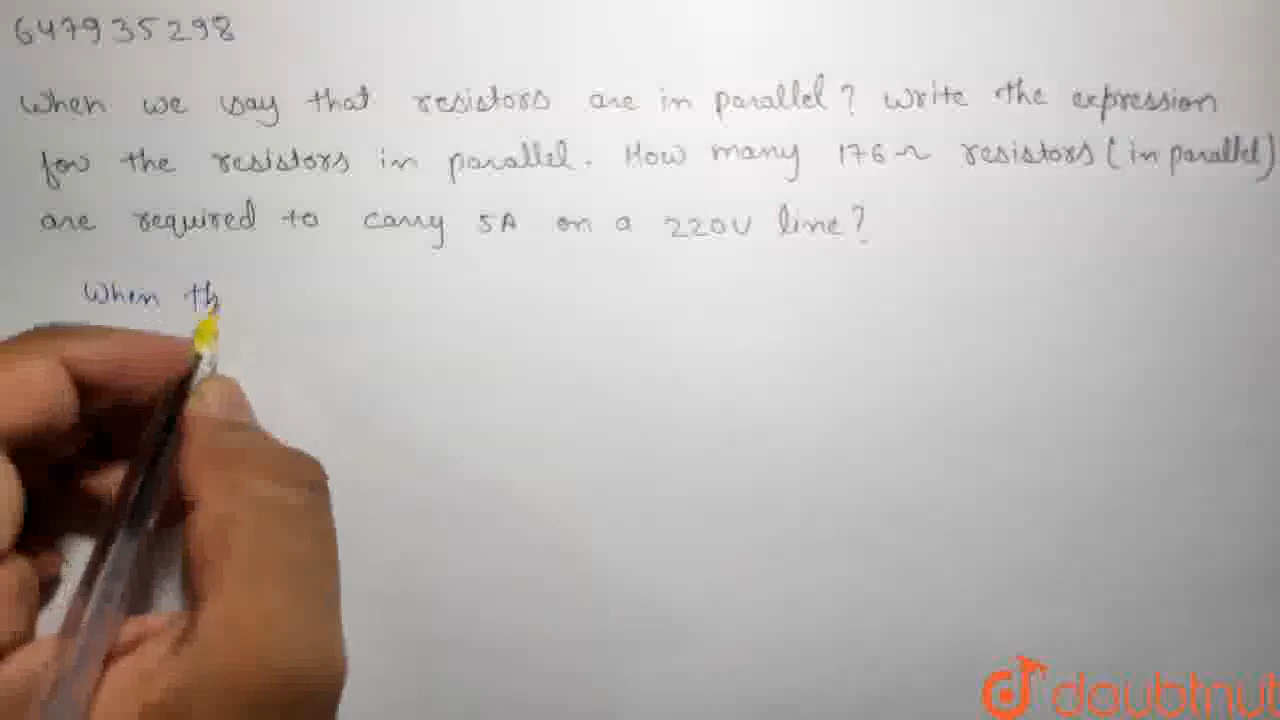 647935298
When we say that resistors are in parallel? Write the expression
for the resistors in parallel. How many 176 Ω resistors (in parallel)
are required to carry 5A on a 220V line?
When th
doubtnut